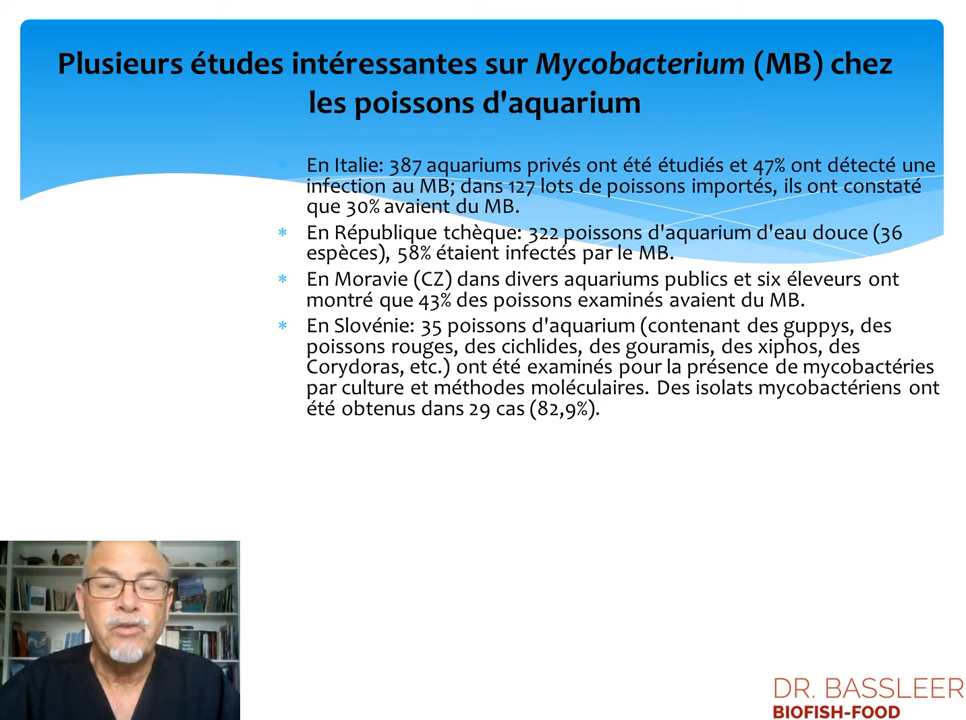 Plusieurs études intéressantes sur Mycobacterium (MB) chez
les poissons d'aquarium
En Italie: 387 aquariums privés ont été étudiés et 47% ont détecté une
infection au MB; dans 127 lots de poissons importés, ils ont constaté
que 30% avaient du MB.
* En République tchèque: 322 poissons d'aquarium d'eau douce (36
espèces), 58% étaient infectés par le MB.
* En Moravie (CZ) dans divers aquariums publics et six éleveurs ont
montré que 43% des poissons examinés avaient du MB.
* En Slovénie: 35 poissons d'aquarium (contenant des guppys, des
poissons rouges, des cichlides, des gouramis, des xiphos, des
Corydoras, etc.) ont été examinés pour la présence de mycobactéries
par culture et méthodes moléculaires. Des isolats mycobactériens ont
été obtenus dans 29 cas (82,9%).
DR. BASSLEER
BIOFISH-FOOD